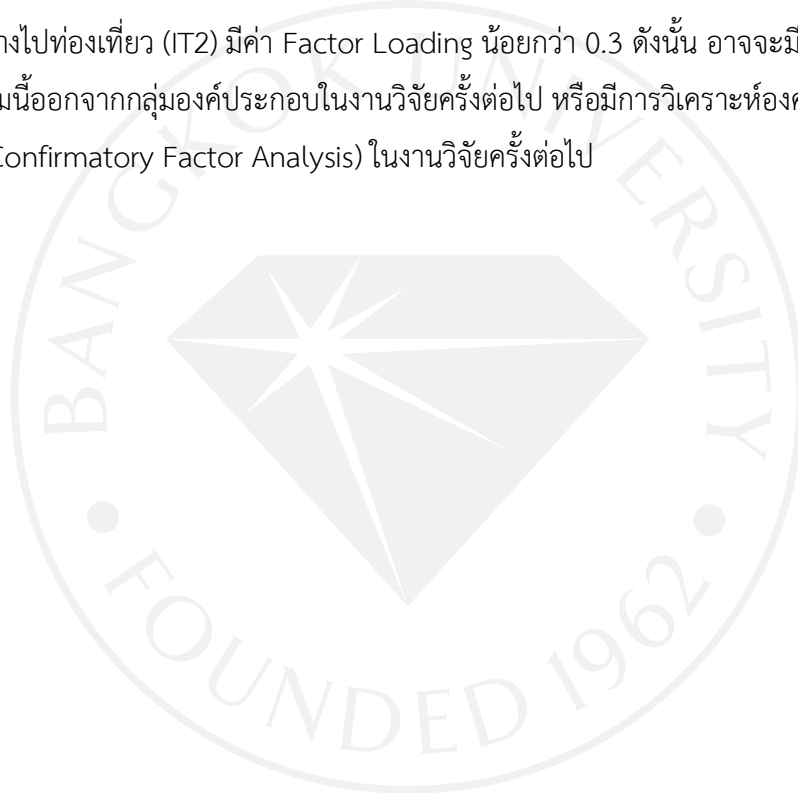 างไปท่องเที่ยว (IT2) มีค่า Factor Loading น้อยกว่า 0.3 ดังนั้น อาจจะมี
มนี้ออกจากกลุ่มองค์ประกอบในงานวิจัยครั้งต่อไป หรือมีการวิเคราะห์องค
Confirmatory Factor Analysis) ในงานวิจัยครั้งต่อไป
BANGKOK UNIVERSITY
FOUNDED 1962